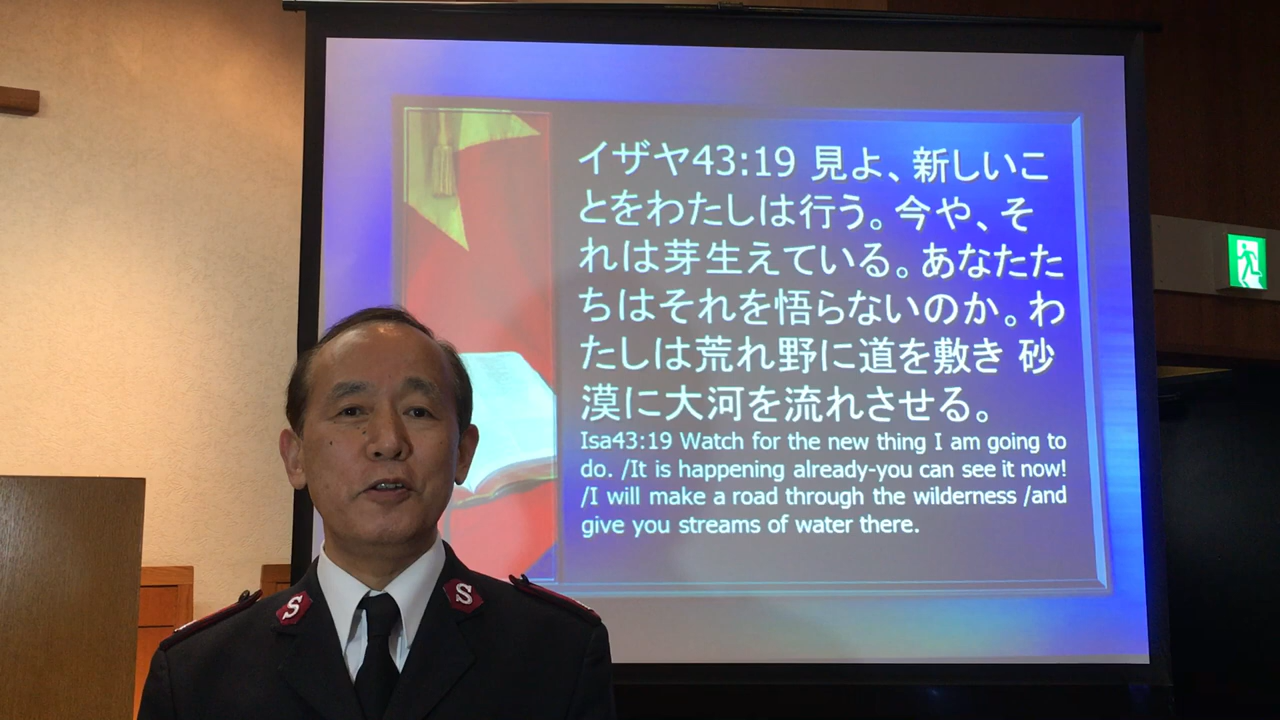 イザヤ43:19 見よ、新しいこ
とをわたしは行う。今や、そ
れは芽生えている。あなたた
ちはそれを悟らないのか。わ
たしは荒れ野に道を敷き 砂
漠に大河を流れさせる。
Isa43:19 Watch for the new thing I am going to
do. /It is happening already-you can see it now!
/I will make a road through the wilderness /and
give you streams of water there.
S
S